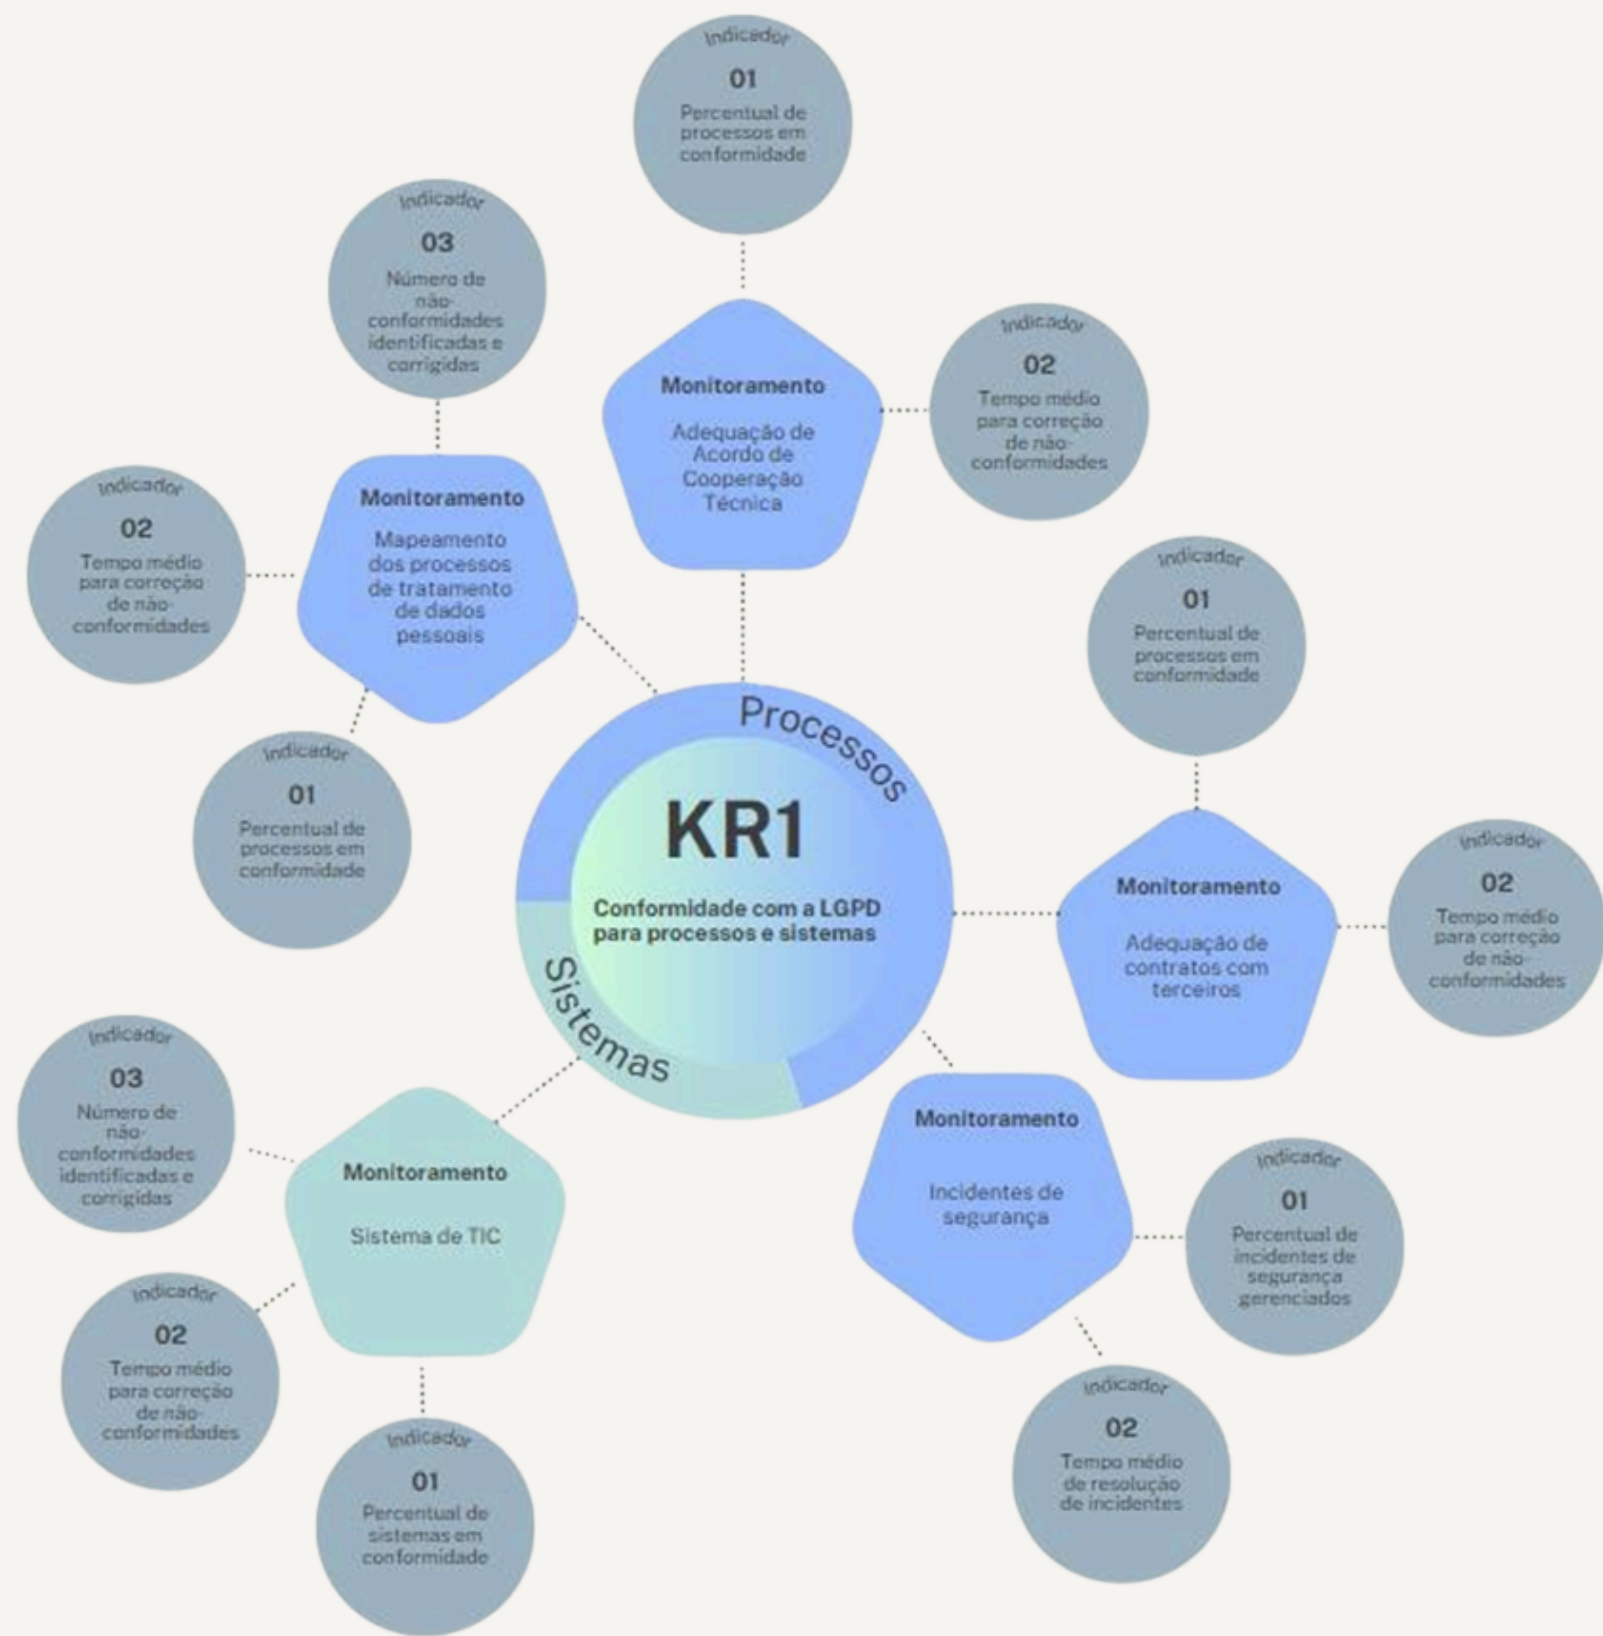 Indicador
01
Percentual de
processos em
conformidade
Indicador
03
Número de
não-
conformidades
identificadas e
corrigidas
Indicador
02
Tempo médio
para correção
de não-
conformidades
Monitoramento
Adequação de
Acordo de
Cooperação
Técnica
Indicador
02
Tempo médio
para correção
de não-
conformidades
Monitoramento
Mapeamento
dos processos
de tratamento
de dados
pessoais
Indicador
01
Percentual de
processos em
conformidade
Indicador
01
Percentual de
processos em
conformidade
Processos
KR1
Conformidade com a LGPD
para processos e sistemas
Sistemas
Monitoramento
Adequação de
contratos com
terceiros
Indicador
02
Tempo médio
para correção
de não-
conformidades
Indicador
03
Número de
não-
conformidades
identificadas e
corrigidas
Monitoramento
Sistema de TIC
Monitoramento
Incidentes de
segurança
Indicador
01
Percentual de
incidentes de
segurança
gerenciados
Indicador
02
Tempo médio
para correção
de não-
conformidades
Indicador
01
Percentual de
sistemas em
conformidade
Indicador
02
Tempo médio
de resolução
de incidentes